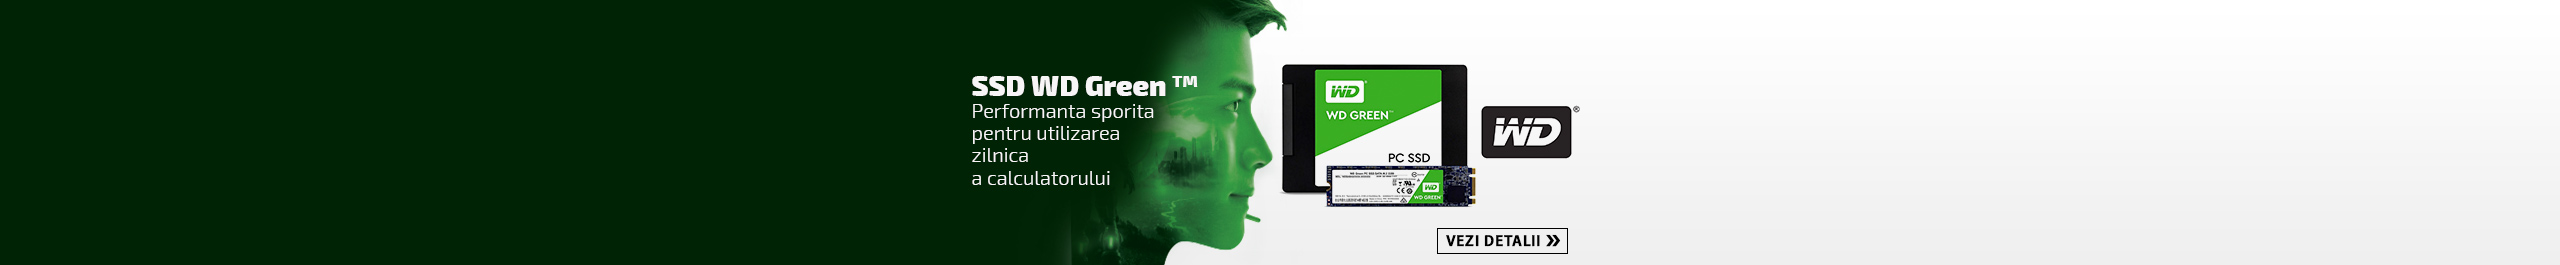 SSD WD Green ™
Performanta sporita
pentru utilizarea
zilnica
a calculatorului
WD
WD GREEN™
PC SSD
WD
WD GREEN
WD®
VEZI DETALII »